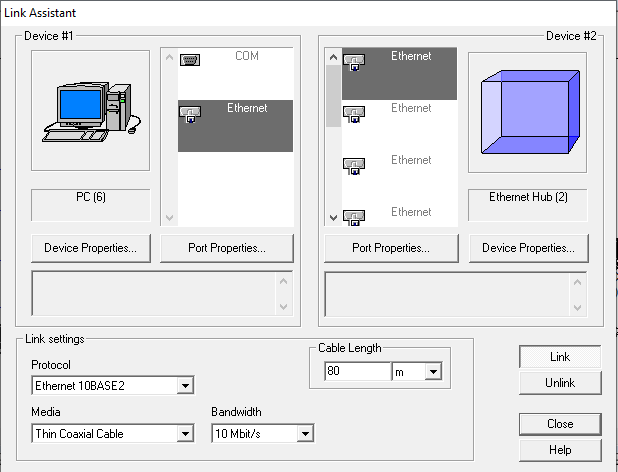 Link Assistant
Device #1
COM
Ethernet
PC (6)
Device Properties...
Port Properties...
Device #2
Ethernet
Ethernet
Ethernet
Ethernet
Ethernet Hub (2)
Port Properties...
Device Properties...
Link settings
Protocol
Ethernet 10BASE2
Cable Length
80
m
Media
Thin Coaxial Cable
Bandwidth
10 Mbit/s
Link
Unlink
Close
Help